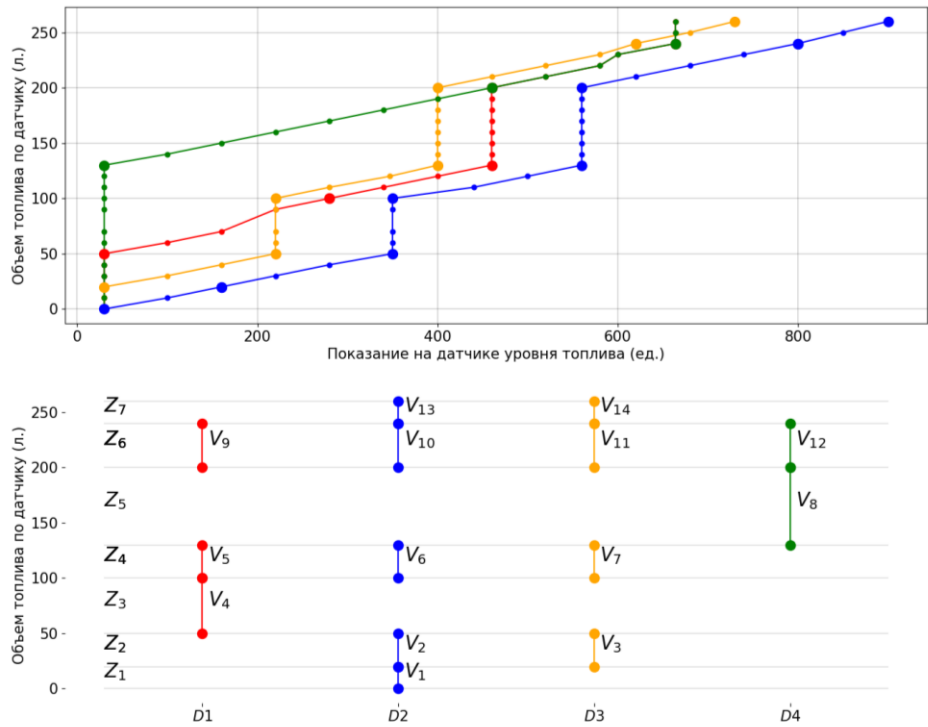 Объем топлива по датчику (л.)
250
200
150
100
50
0
0 200 400 600 800
Показание на датчике уровня топлива (ед.)
Объем топлива по датчику (л.)
250
200
150
100
50
0
Z7 V13 V14
Z6 V9 V10 V11 V12
Z5 V8
Z4 V5 V6 V7
Z3 V4
Z2 V2 V3
Z1 V1
D1 D2 D3 D4